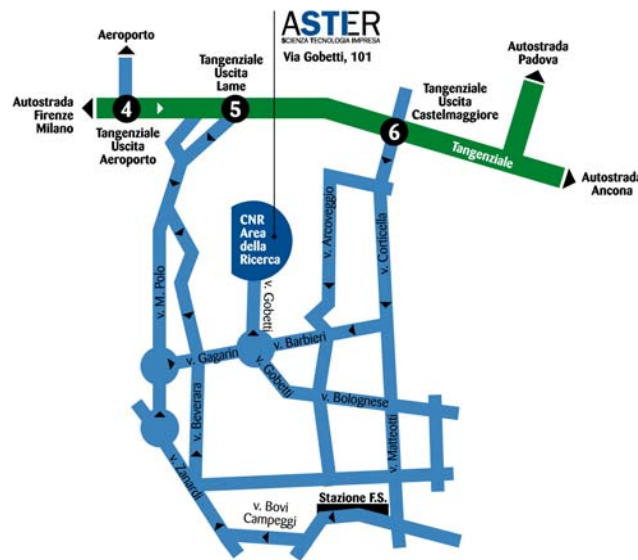 ASTER
SCIENZA TECNOLOGIA IMPRESA
Via Gobetti, 101
Aeroporto
Tangenziale
Uscita
Lame
Autostrada
Padova
Autostrada
Firenze
Milano
4
5
Tangenziale
Uscita
Castelmaggiore
Tangenziale
Uscita
Aeroporto
6
Tangenziale
Autostrada
Ancona
CNR
Area
della
Ricerca
v. Arcoveggio
v. Corticella
v. M. Polo
v. Gobetti
v. Gagarin
v. Barbieri
v. Gobetti
v. Bolognese
v. Beverara
v. Matteotti
v. Zanardi
v. Bovi
Campeggi
Stazione F.S.